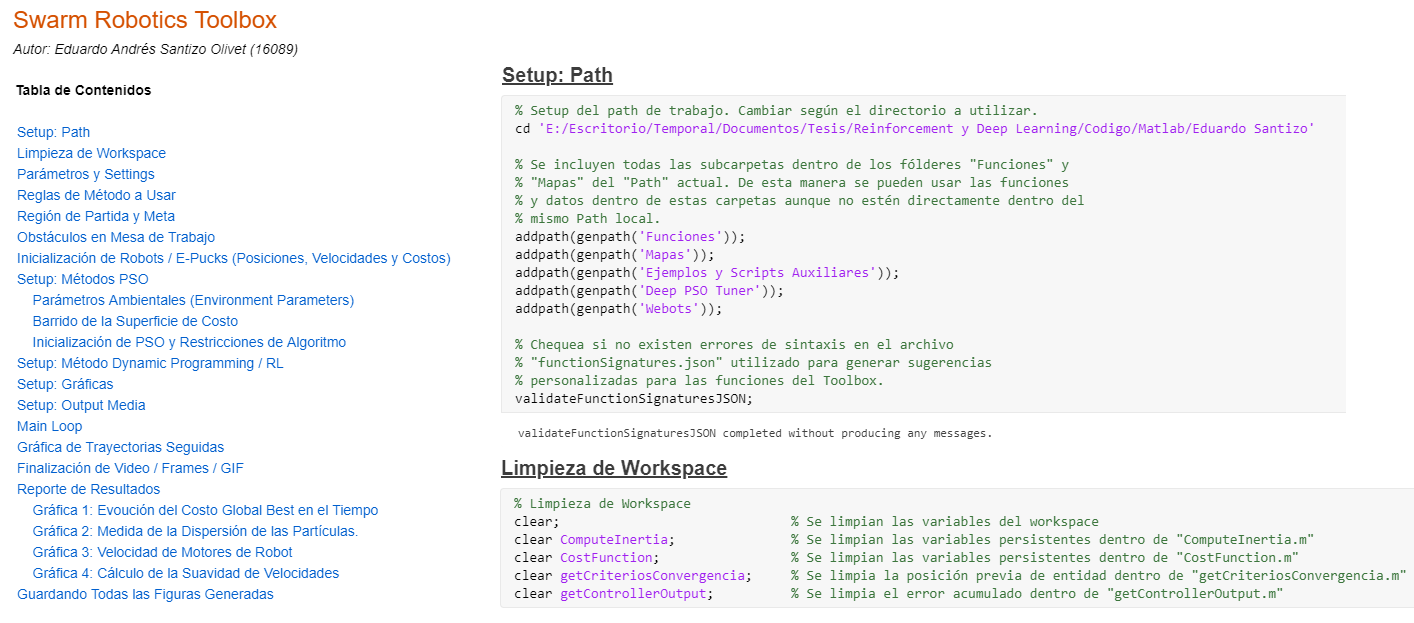 Swarm Robotics Toolbox
Autor: Eduardo Andrés Santizo Olivet (16089)
Tabla de Contenidos
Setup: Path
Limpieza de Workspace
Parámetros y Settings
Reglas de Método a Usar
Región de Partida y Meta
Obstáculos en Mesa de Trabajo
Inicialización de Robots / E-Pucks (Posiciones, Velocidades y Costos)
Setup: Métodos PSO
Parámetros Ambientales (Environment Parameters)
Barrido de la Superficie de Costo
Inicialización de PSO y Restricciones de Algoritmo
Setup: Método Dynamic Programming / RL
Setup: Gráficas
Setup: Output Media
Main Loop
Gráfica de Trayectorias Seguidas
Finalización de Video / Frames / GIF
Reporte de Resultados
Gráfica 1: Evoución del Costo Global Best en el Tiempo
Gráfica 2: Medida de la Dispersión de las Partículas.
Gráfica 3: Velocidad de Motores de Robot
Gráfica 4: Cálculo de la Suavidad de Velocidades
Guardando Todas las Figuras Generadas
Setup: Path
% Setup del path de trabajo. Cambiar según el directorio a utilizar.
cd 'E:/Escritorio/Temporal/Documentos/Tesis/Reinforcement y Deep Learning/Codigo/Matlab/Eduardo Santizo'
% Se incluyen todas las subcarpetas dentro de los fólderes "Funciones" y
% "Mapas" del "Path" actual. De esta manera se pueden usar las funciones
% y datos dentro de estas carpetas aunque no estén directamente dentro del
% mismo Path local.
addpath(genpath('Funciones'));
addpath(genpath('Mapas'));
addpath(genpath('Ejemplos y Scripts Auxiliares'));
addpath(genpath('Deep PSO Tuner'));
addpath(genpath('Webots'));
% Chequea si no existen errores de sintaxis en el archivo
% "functionSignatures.json" utilizado para generar sugerencias
% personalizadas para las funciones del Toolbox.
validateFunctionSignaturesJSON;
validateFunctionSignaturesJSON completed without producing any messages.
Limpieza de Workspace
% Limpieza de Workspace
clear; % Se limpian las variables del workspace
clear ComputeInertia; % Se limpian las variables persistentes dentro de "ComputeInertia.m"
clear CostFunction; % Se limpian las variables persistentes dentro de "CostFunction.m"
clear getCriteriosConvergencia; % Se limpia la posición previa de entidad dentro de "getCriteriosConvergencia.m"
clear getControllerOutput; % Se limpia el error acumulado dentro de "getControllerOutput.m"